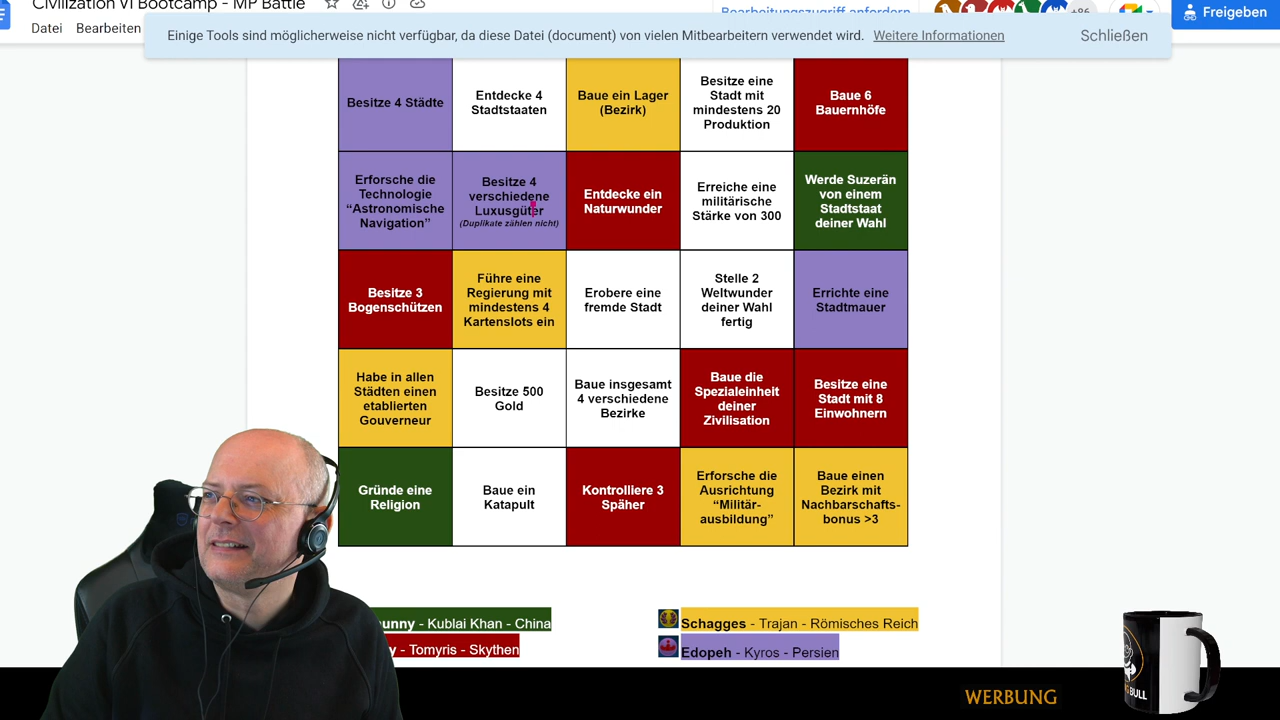 Civilization VI Bootcamp - MP Battle
Bearbeitungszugriff anfordern
+86
Freigeben
Datei Bearbeiten
Einige Tools sind möglicherweise nicht verfügbar, da diese Datei (document) von vielen Mitbearbeitern verwendet wird. Weitere Informationen Schließen
Besitze 4 Städte
Entdecke 4
Stadtstaaten
Baue ein Lager
(Bezirk)
Besitze eine
Stadt mit
mindestens 20
Produktion
Baue 6
Bauernhöfe
Erforsche die
Technologie
“Astronomische
Navigation”
Besitze 4
verschiedene
Luxusgüter
(Duplikate zählen nicht)
Entdecke ein
Naturwunder
Erreiche eine
militärische
Stärke von 300
Werde Suzerän
von einem
Stadtstaat
deiner Wahl
Besitze 3
Bogenschützen
Führe eine
Regierung mit
mindestens 4
Kartenslots ein
Erobere eine
fremde Stadt
Stelle 2
Weltwunder
deiner Wahl
fertig
Errichte eine
Stadtmauer
Habe in allen
Städten einen
etablierten
Gouverneur
Besitze 500
Gold
Baue insgesamt
4 verschiedene
Bezirke
Baue die
Spezialeinheit
deiner
Zivilisation
Besitze eine
Stadt mit 8
Einwohnern
Gründe eine
Religion
Baue ein
Katapult
Kontrolliere 3
Späher
Erforsche die
Ausrichtung
“Militär-
ausbildung”
Baue einen
Bezirk mit
Nachbarschafts-
bonus >3
unny - Kublai Khan - China
Schagges - Trajan - Römisches Reich
y - Tomyris - Skythen
Edopeh - Kyros - Persien
WERBUNG
BULL